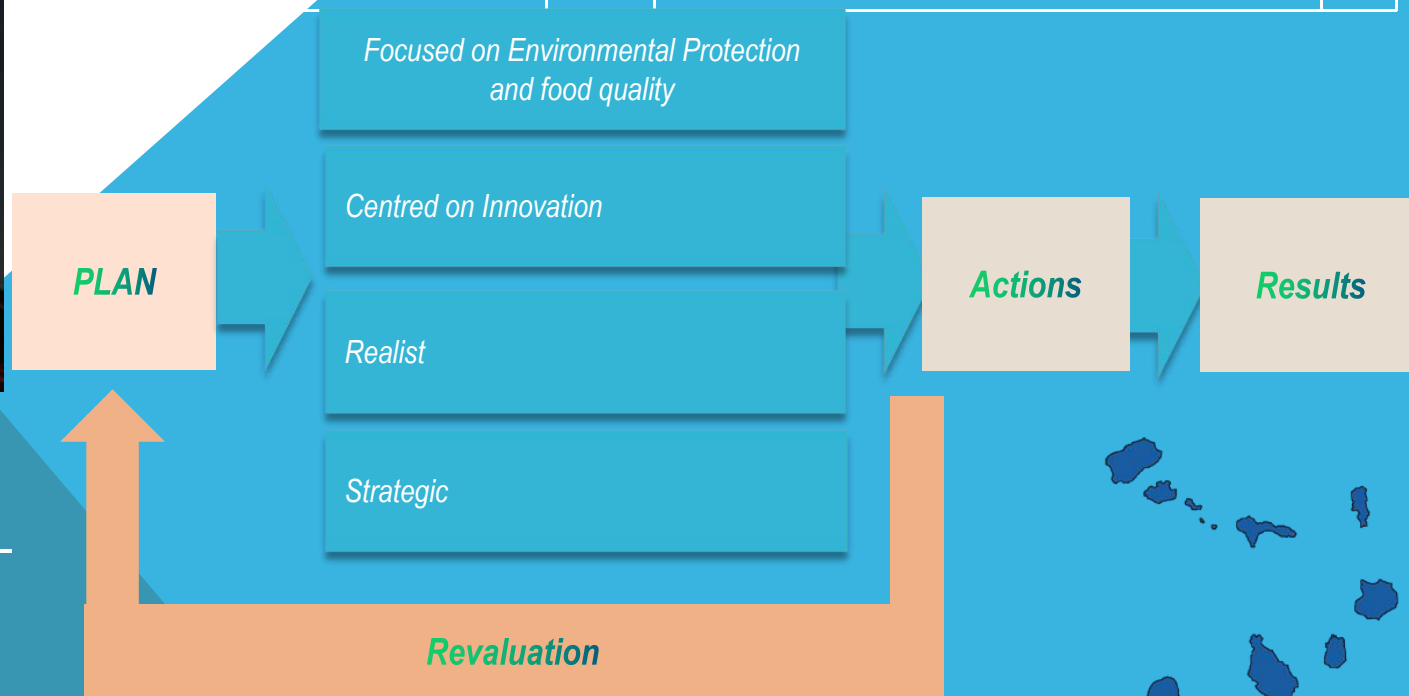 Focused on Environmental Protection
and food quality
Centred on Innovation
PLAN
Actions
Results
Realist
Strategic
Revaluation